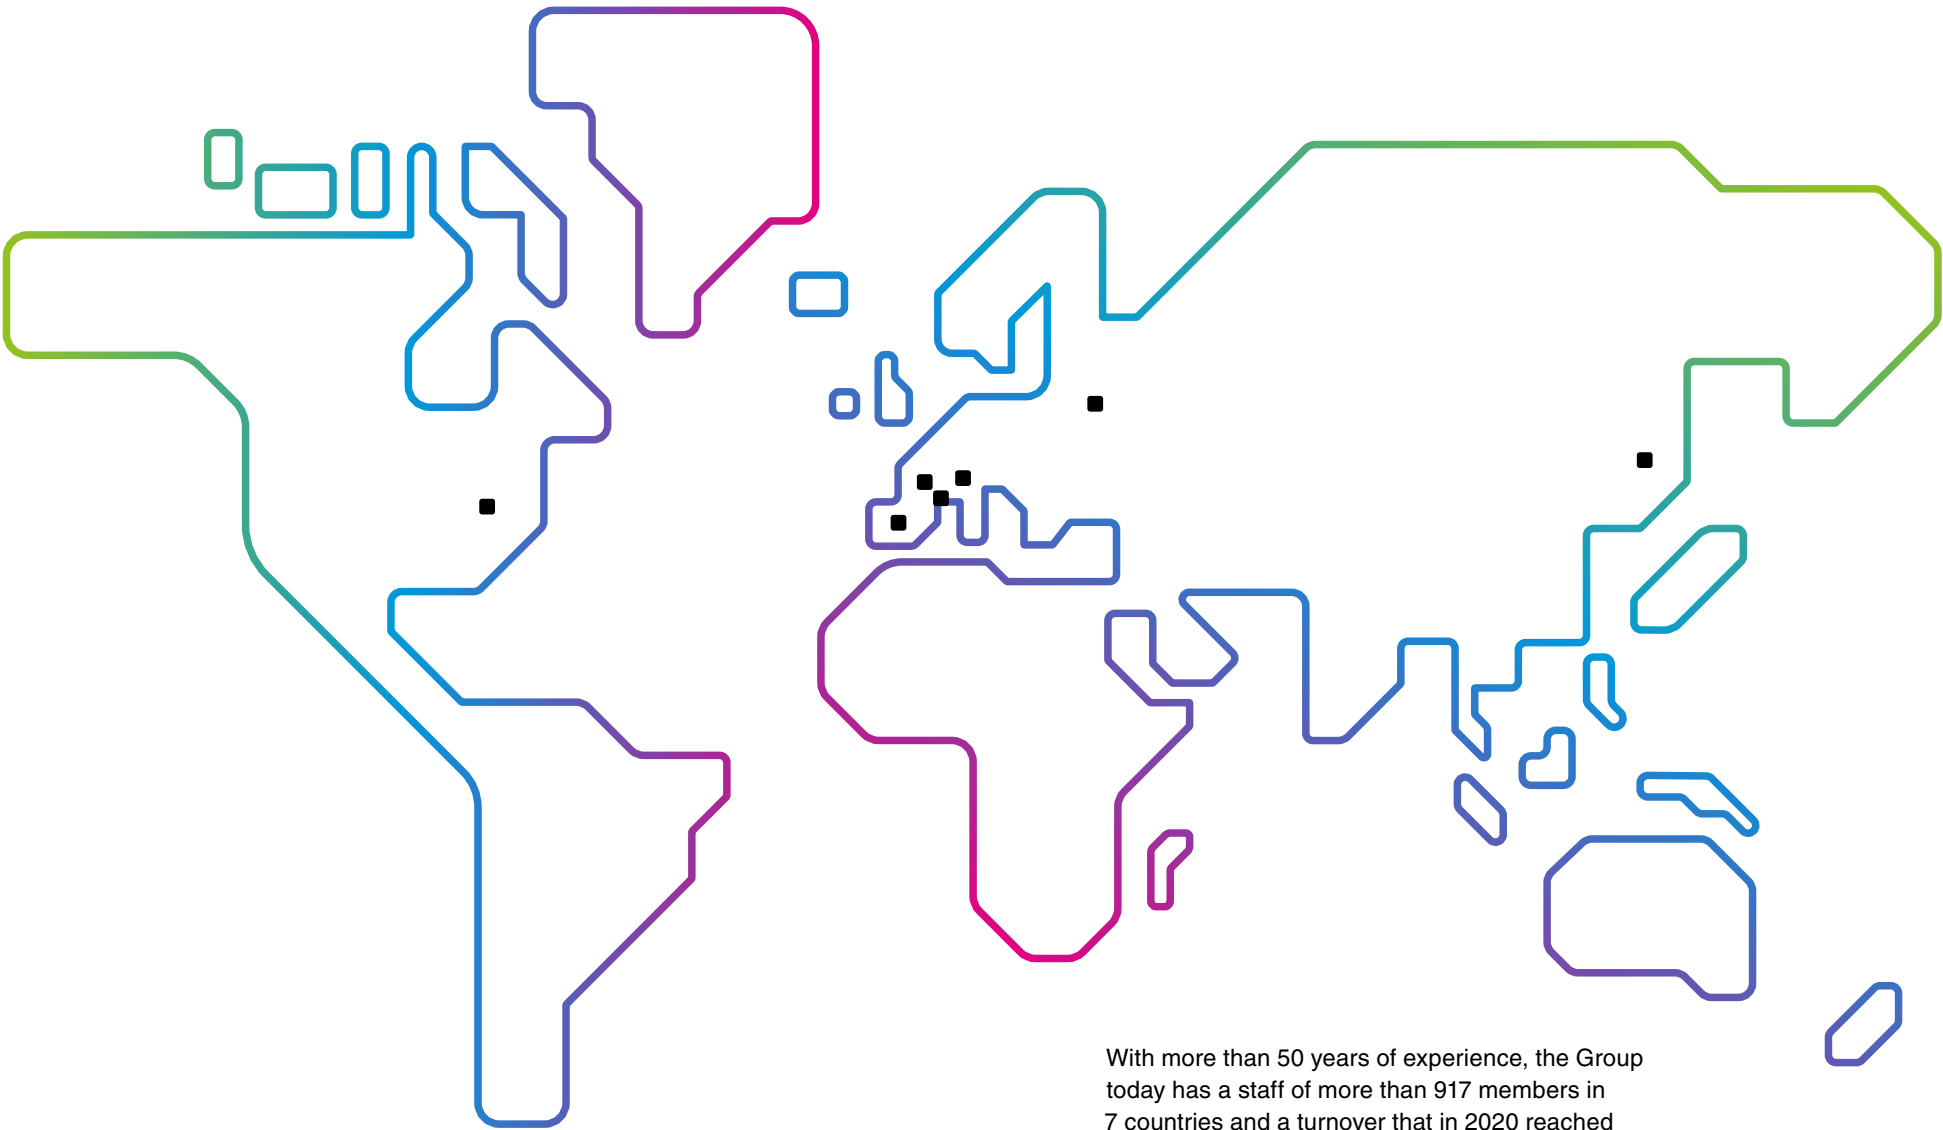 With more than 50 years of experience, the Group
today has a staff of more than 917 members in
7 countries and a turnover that in 2020 reached